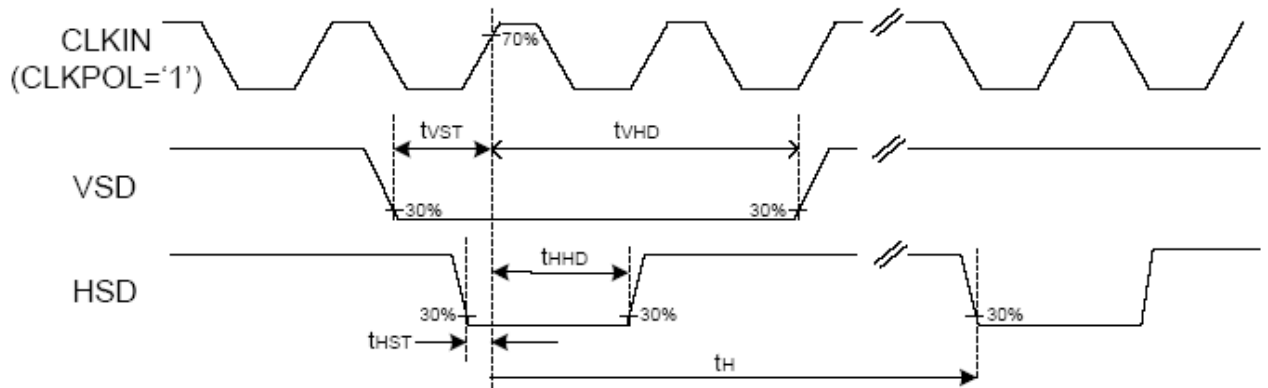 CLKIN
(CLKPOL=‘1’)
70%
tVST
tVHD
VSD
30%
30%
tHHD
HSD
30%
30%
30%
tHST
tH